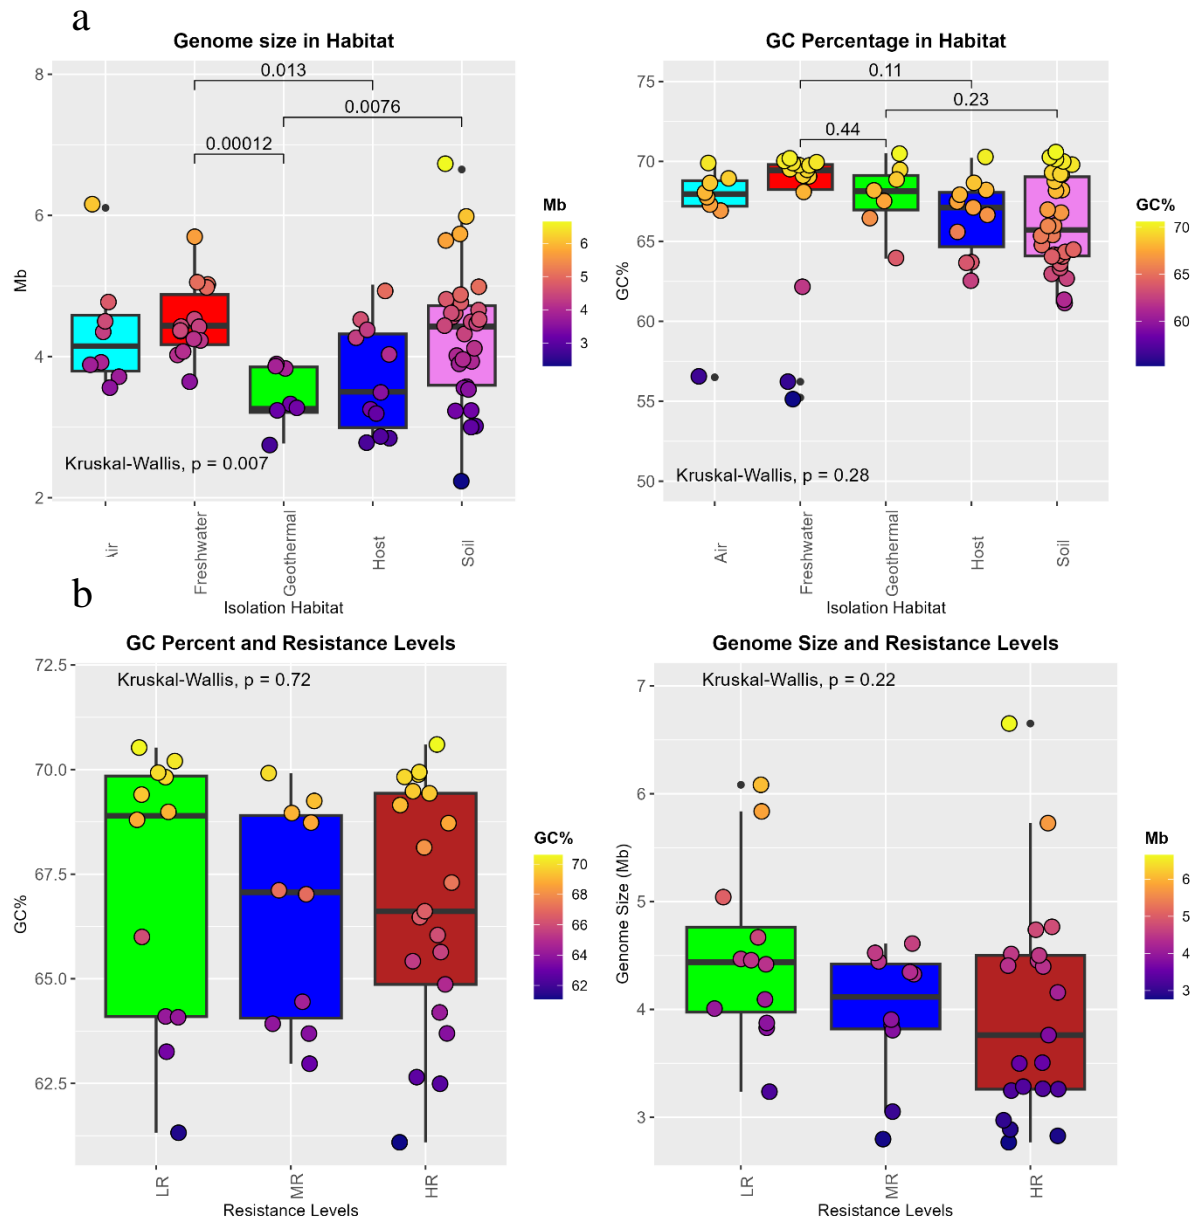 a
Genome size in Habitat
8
6
4
2
Mb
0.013
0.0076
0.00012
Kruskal-Wallis, p = 0.007
Freshwater
Geothermal
Host
Soil
Isolation Habitat
Mb
6
5
4
3
GC Percentage in Habitat
75
70
65
60
55
50
GC%
0.11
0.23
0.44
Kruskal-Wallis, p = 0.28
Air
Freshwater
Geothermal
Host
Soil
Isolation Habitat
GC%
70
65
60
b
GC Percent and Resistance Levels
72.5
70.0
67.5
65.0
62.5
GC%
Kruskal-Wallis, p = 0.72
LR
MR
HR
Resistance Levels
GC%
70
68
66
64
62
Genome Size and Resistance Levels
7
6
5
4
3
Genome Size (Mb)
Kruskal-Wallis, p = 0.22
LR
MR
HR
Resistance Levels
Mb
6
5
4
3